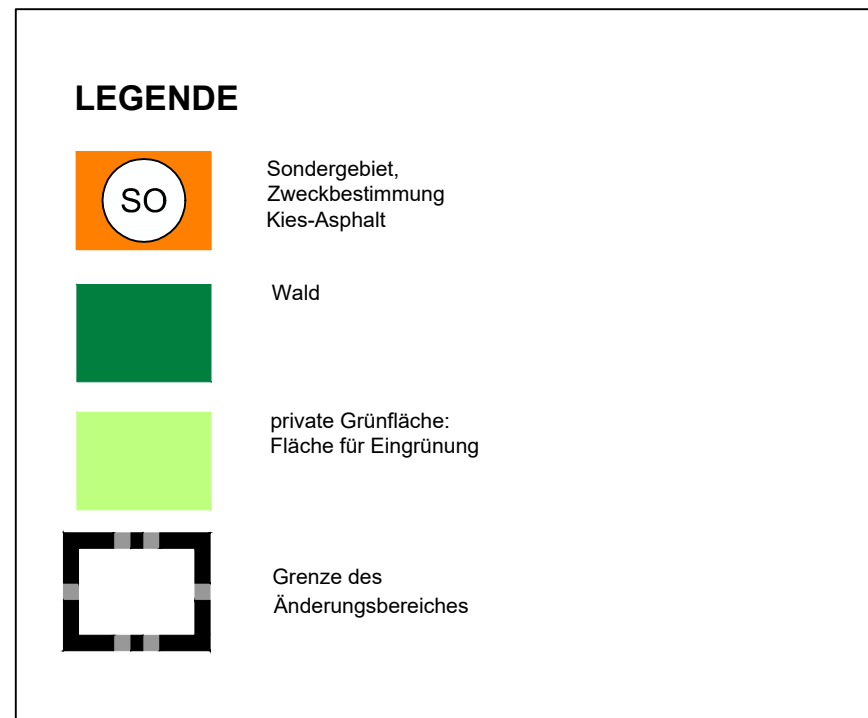 LEGENDE
SO
Sondergebiet,
Zweckbestimmung
Kies-Asphalt
Wald
private Grünfläche:
Fläche für Eingrünung
Grenze des
Änderungsbereiches